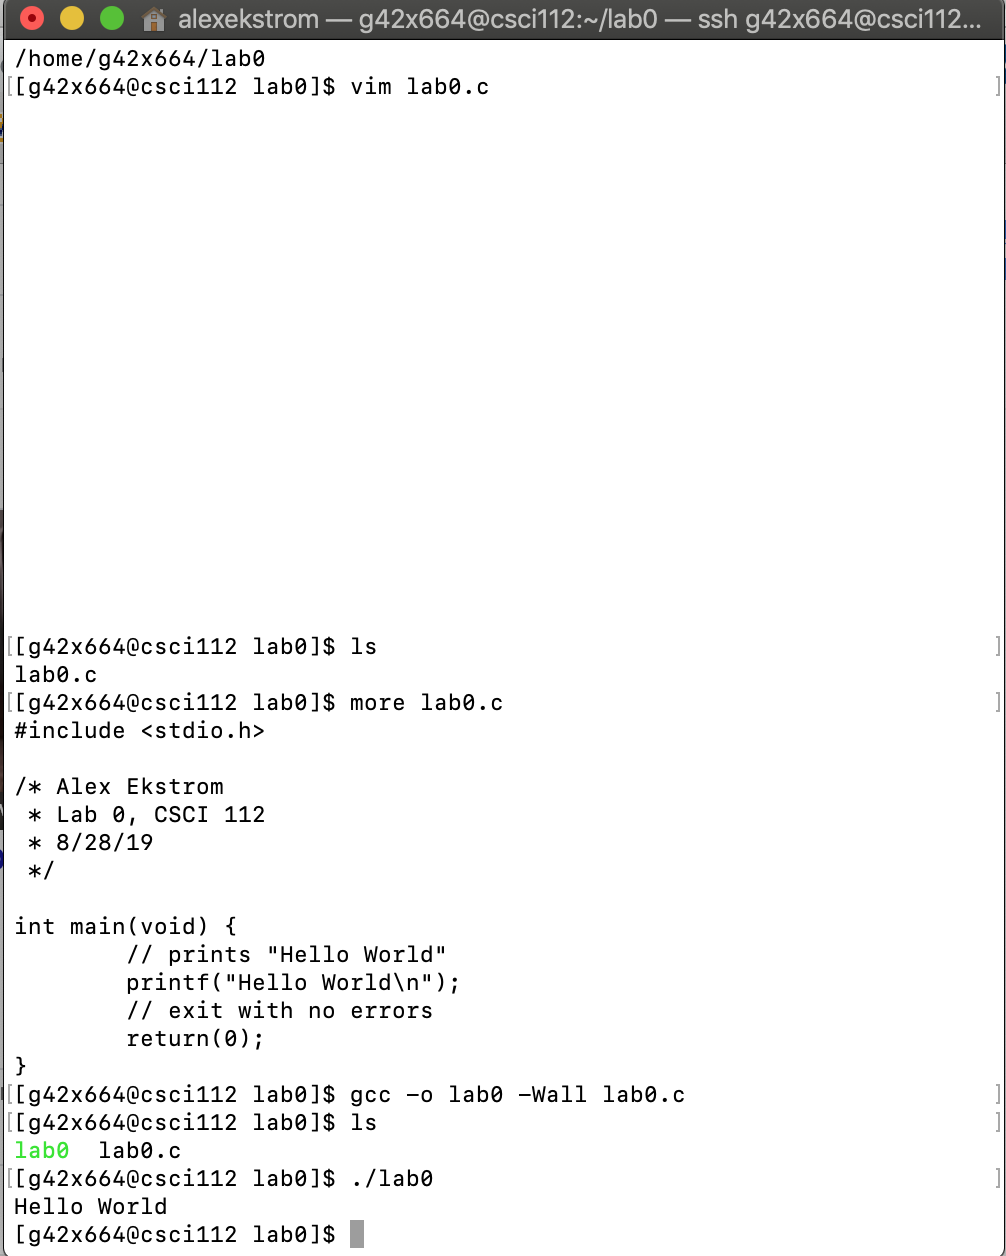 alexekstrom — g42x664@csci112:~/lab0 — ssh g42x664@csci112...
/home/g42x664/lab0
[[g42x664@csci112 lab0]$ vim lab0.c ]
[[g42x664@csci112 lab0]$ ls ]
lab0.c
[[g42x664@csci112 lab0]$ more lab0.c ]
#include <stdio.h>

/* Alex Ekstrom
 * Lab 0, CSCI 112
 * 8/28/19
 */

int main(void) {
        // prints "Hello World"
        printf("Hello World\n");
        // exit with no errors
        return(0);
}
[[g42x664@csci112 lab0]$ gcc -o lab0 -Wall lab0.c ]
[[g42x664@csci112 lab0]$ ls ]
lab0  lab0.c
[[g42x664@csci112 lab0]$ ./lab0 ]
Hello World
[g42x664@csci112 lab0]$